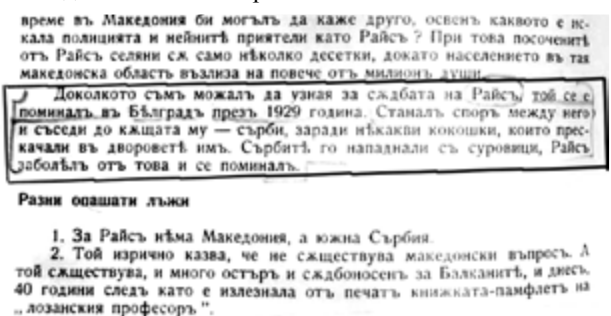 време въ Македония би могълъ да каже друго, освенъ каквото е ис-
кала полицията и нейнитѣ приятели като Райсъ? При това посоченитѣ
отъ Райсъ селяни сѫ само нѣколко десетки, докато населението въ тая
македонска область възлиза на повече отъ милионъ души.
Доколкото съмъ можалъ да узная за сѫдбата на Райсъ, той се е
поминалъ въ Бѣлградъ презъ 1929 година. Станалъ споръ между него
и съседи до кѫщата му — сърби, заради нѣкакви кокошки, които прес-
качали въ дворoветѣ имъ. Сърбитѣ го нападнали съ суровици, Райсъ
заболѣлъ отъ това и се поминалъ.
Разни опашати лъжи
1. За Райсъ нѣма Македония, а южна Сърбия.
2. Той изрично казва, че не сѫществува македонски въпросъ. А
той сѫществува, и много остъръ и сѫдбоносенъ за Балканитѣ, и днесъ,
40 години следъ като е излезнала отъ печатъ книжката-памфлетъ на
„лозанския професоръ".